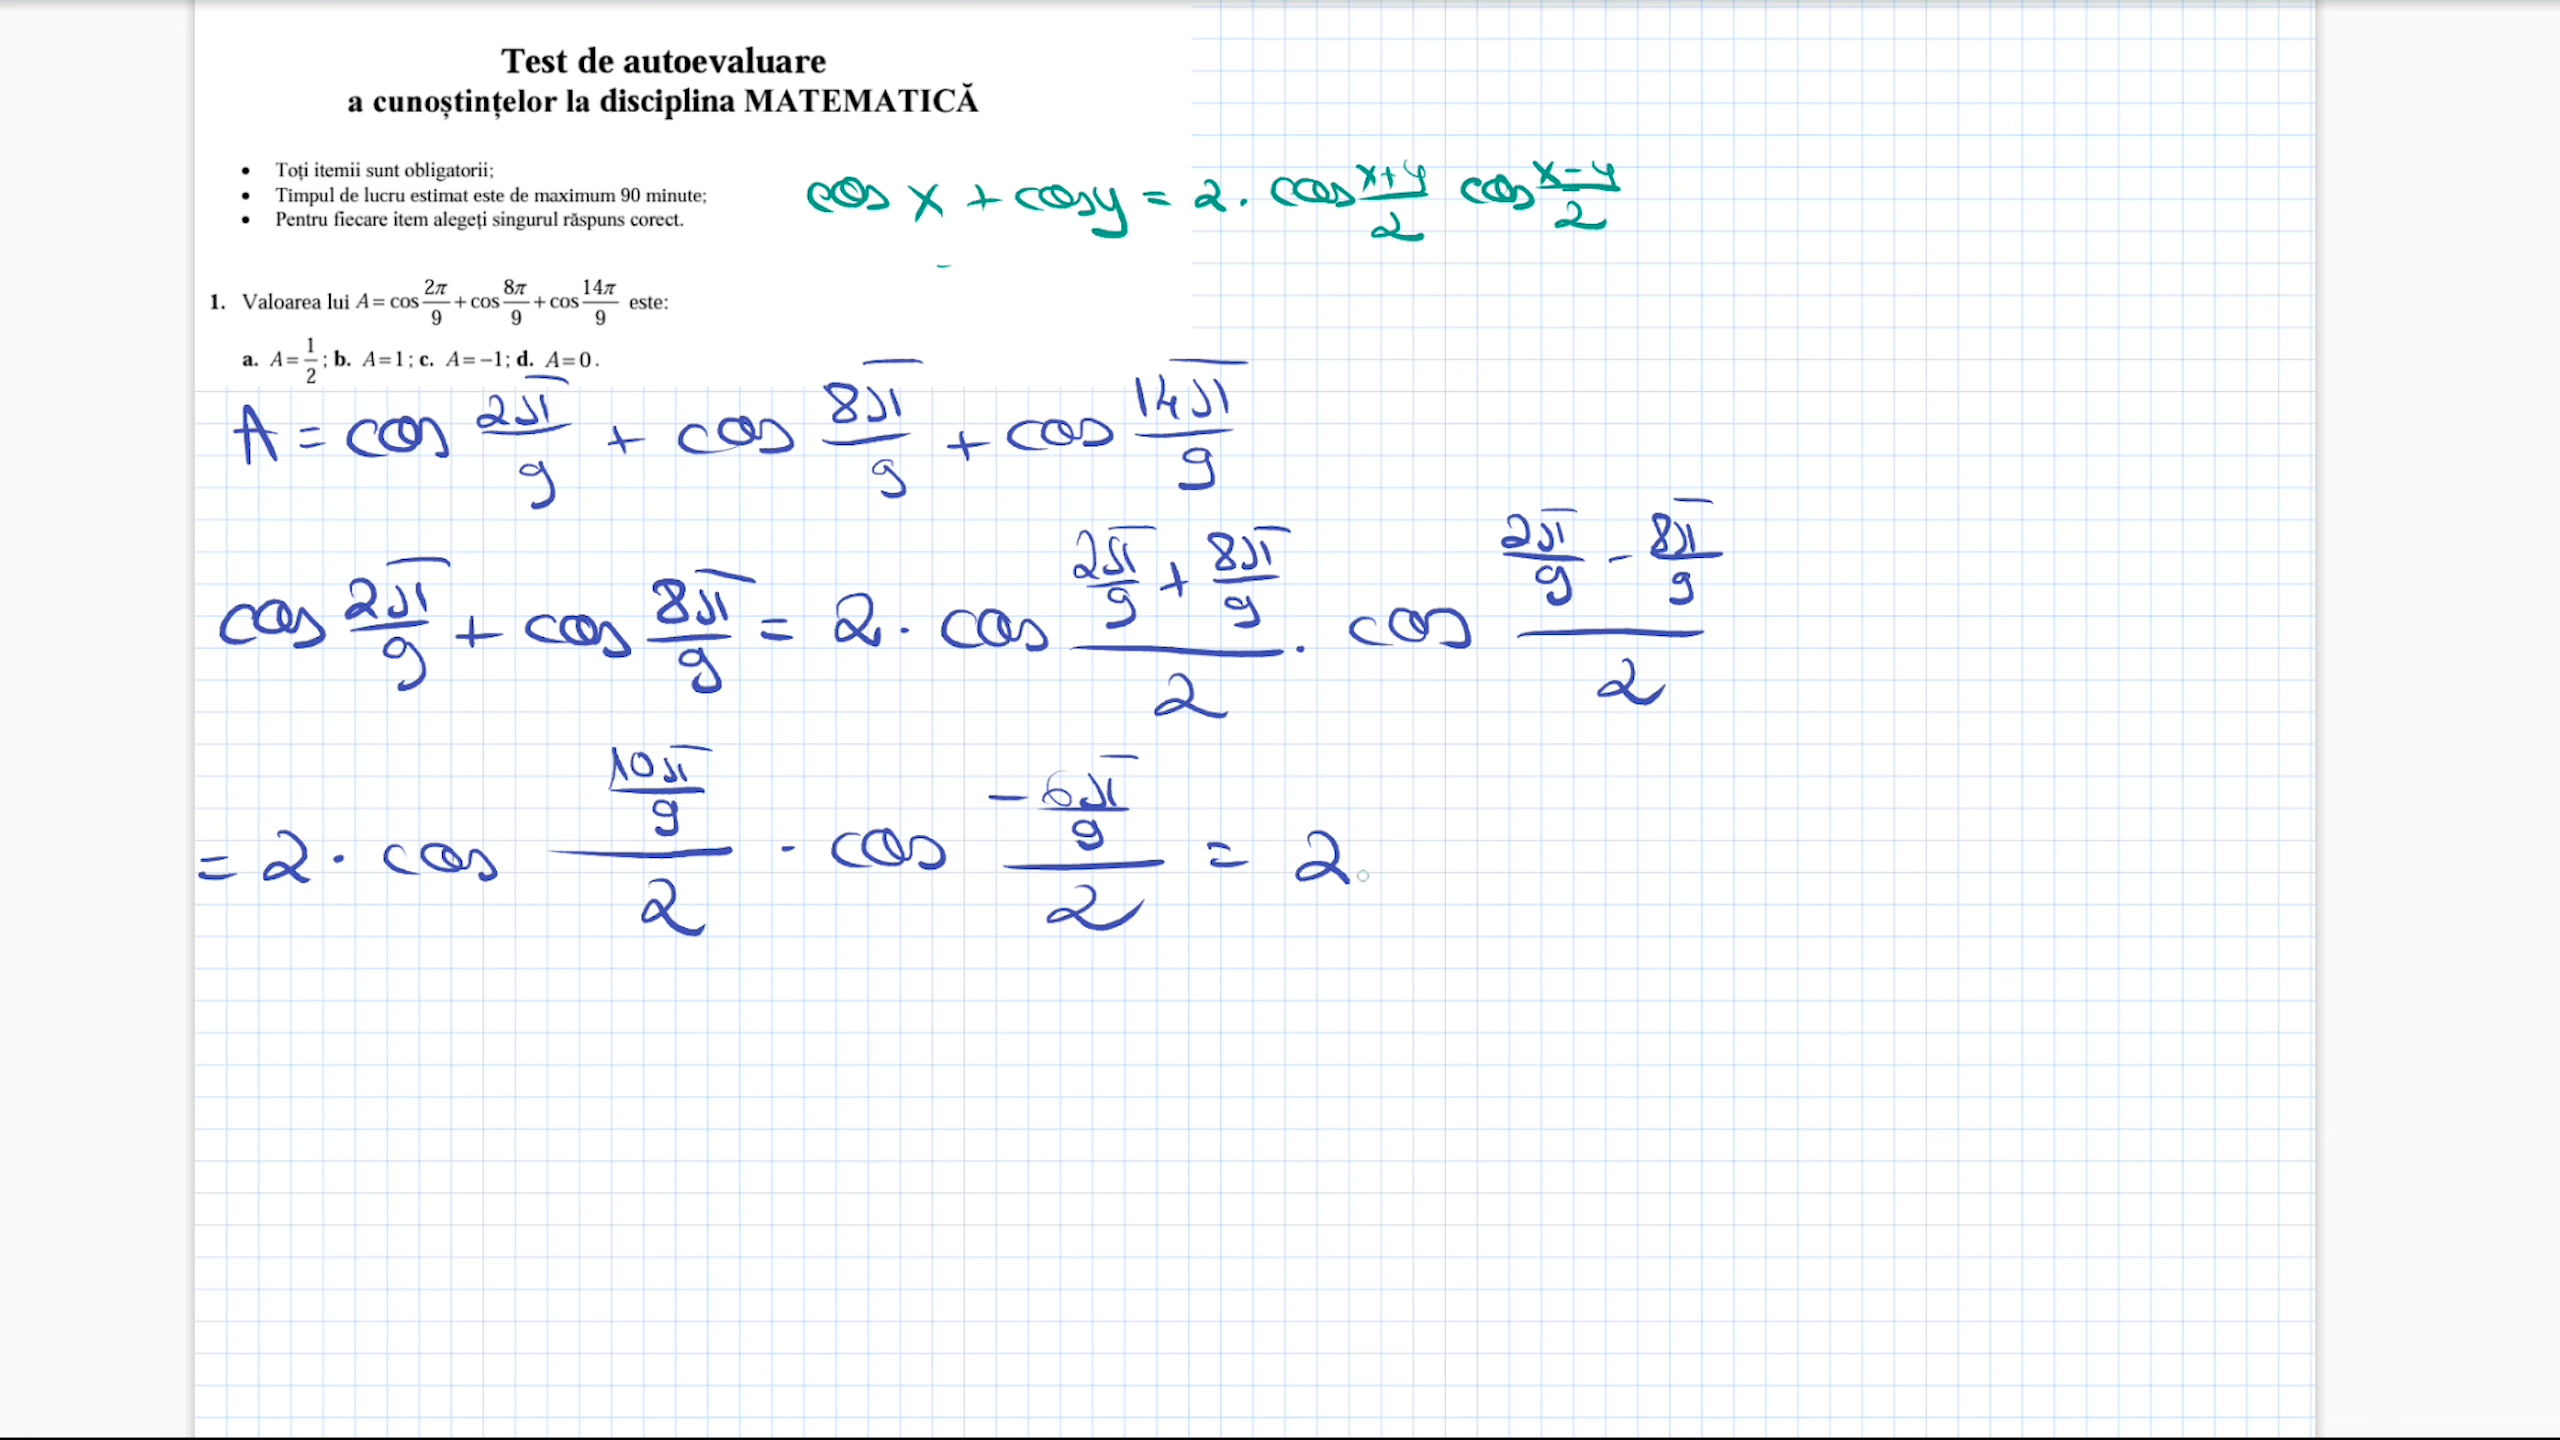 Test de autoevaluare
a cunoștințelor la disciplina MATEMATICĂ
• Toți itemii sunt obligatorii;
• Timpul de lucru estimat este de maximum 90 minute;
• Pentru fiecare item alegeți singurul răspuns corect.
cos x + cos y = 2 · cos (x+y)/2 cos (x-y)/2
1. Valoarea lui A = cos 2π/9 + cos 8π/9 + cos 14π/9 este:
a. A = 1/2; b. A = 1; c. A = −1; d. A = 0.
A = cos 2π/9 + cos 8π/9 + cos 14π/9
cos 2π/9 + cos 8π/9 = 2 · cos (2π/9 + 8π/9)/2 · cos (2π/9 - 8π/9)/2
= 2 · cos (10π/9)/2 · cos (-6π/9)/2 = 2.